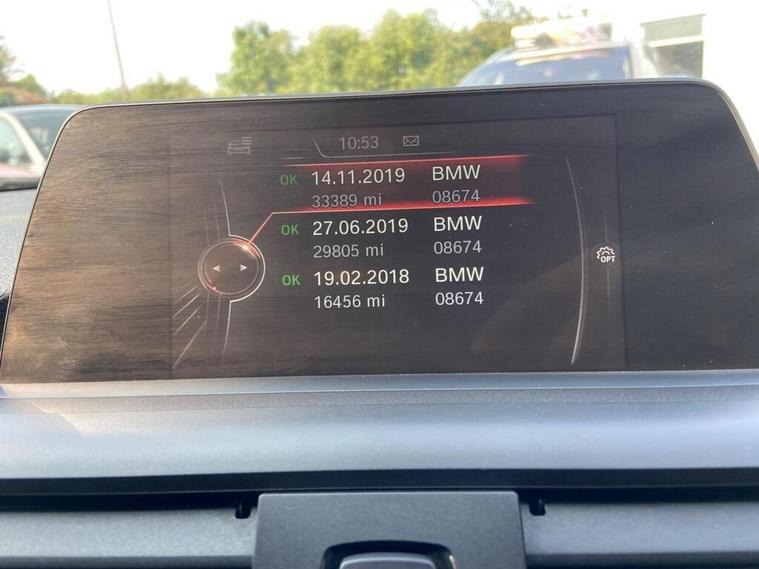 10:53
OK 14.11.2019 BMW
33389 mi 08674
OK 27.06.2019 BMW
29805 mi 08674
OK 19.02.2018 BMW
16456 mi 08674
OPT